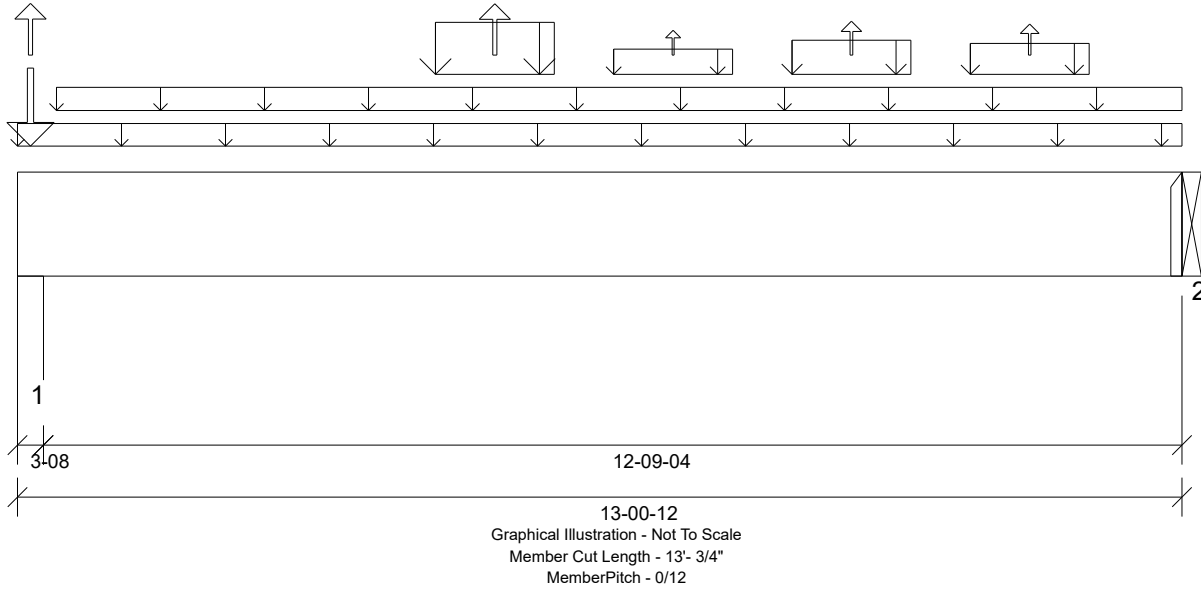 2
1
3-08
12-09-04
13-00-12
Graphical Illustration - Not To Scale
Member Cut Length - 13'- 3/4"
MemberPitch - 0/12